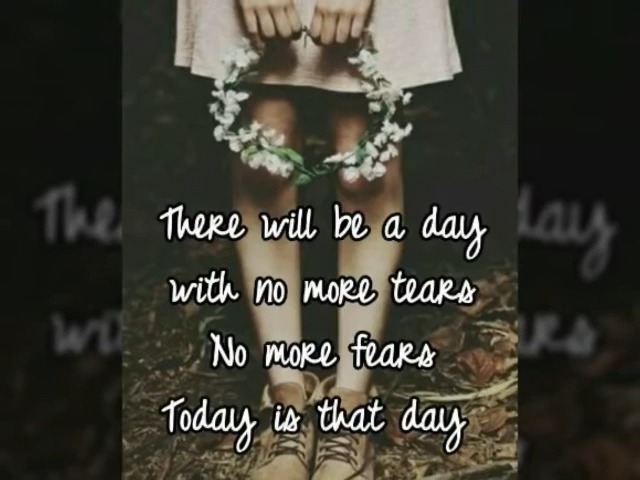 There will be a day
with no more tears
No more fears
Today is that day